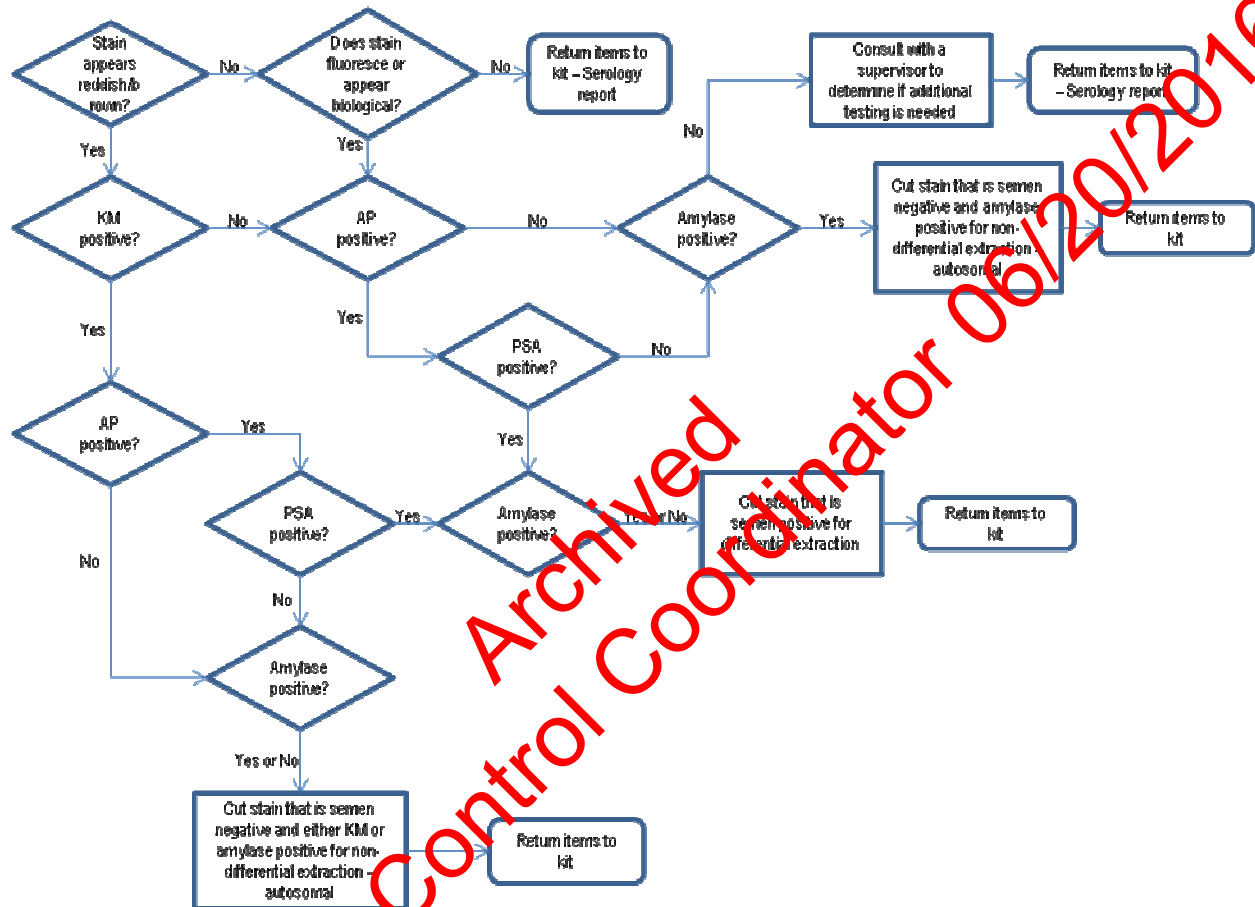 Stain
appears
reddish/b
rown?
No
Does stain
fluoresce or
appear
biological?
No
Return items to
kit – Serology
report
Consult with a
supervisor to
determine if additional
testing is needed
Return items to kit
– Serology report
Yes
Yes
No
KM
positive?
No
AP
positive?
No
Amylase
positive?
Yes
Cut stain that is semen
negative and amylase
positive for non-
differential extraction –
autosomal
Return items to
kit
Yes
Yes
PSA
positive?
No
AP
positive?
Yes
Yes
PSA
positive?
Yes
Amylase
positive?
Yes or No
Cut stain that is
semen positive for
differential extraction
Return items to
kit
No
No
Amylase
positive?
Yes or No
Cut stain that is semen
negative and either KM or
amylase positive for non-
differential extraction –
autosomal
Return items to
kit
Archived
Control Coordinator 06/20/2016